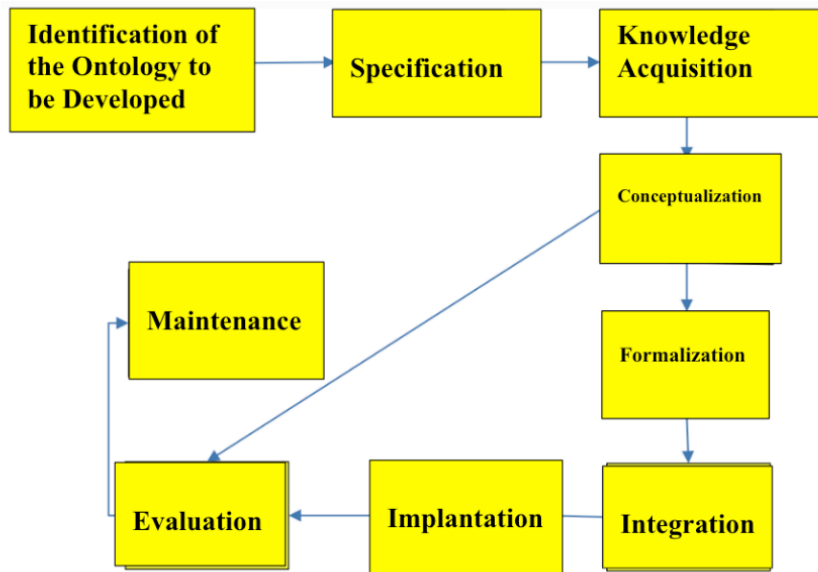 Identification of
the Ontology to
be Developed
Specification
Knowledge
Acquisition
Conceptualization
Maintenance
Formalization
Evaluation
Implantation
Integration